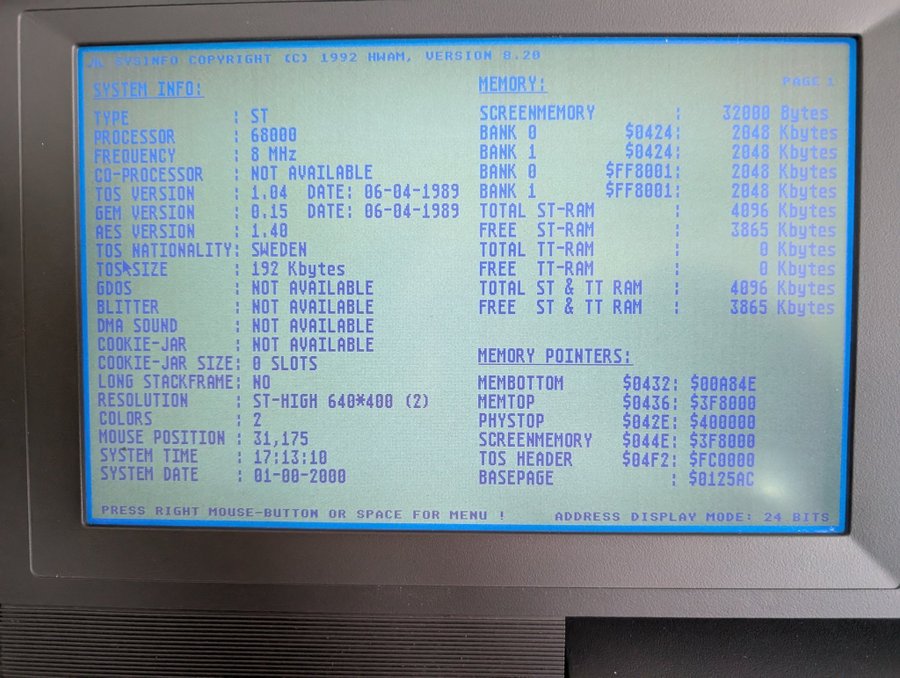 SYSINFO COPYRIGHT (C) 1992 HWAM, VERSION 8.20
PAGE 1
SYSTEM INFO:
TYPE : ST
PROCESSOR : 68000
FREQUENCY : 8 MHz
CO-PROCESSOR : NOT AVAILABLE
TOS VERSION : 1.04 DATE: 06-04-1989
GEM VERSION : 0.15 DATE: 06-04-1989
AES VERSION : 1.40
TOS NATIONALITY: SWEDEN
TOS SIZE : 192 Kbytes
GDOS : NOT AVAILABLE
BLITTER : NOT AVAILABLE
DMA SOUND : NOT AVAILABLE
COOKIE-JAR : NOT AVAILABLE
COOKIE-JAR SIZE: 0 SLOTS
LONG STACKFRAME: NO
RESOLUTION : ST-HIGH 640*400 (2)
COLORS : 2
MOUSE POSITION : 31,175
SYSTEM TIME : 17:13:10
SYSTEM DATE : 01-00-2000
MEMORY:
SCREENMEMORY : 32000 Bytes
BANK 0 $0424: 2048 Kbytes
BANK 1 $0424: 2048 Kbytes
BANK 0 $FF8001: 2048 Kbytes
BANK 1 $FF8001: 2048 Kbytes
TOTAL ST-RAM : 4096 Kbytes
FREE ST-RAM : 3865 Kbytes
TOTAL TT-RAM : 0 Kbytes
FREE TT-RAM : 0 Kbytes
TOTAL ST & TT RAM : 4096 Kbytes
FREE ST & TT RAM : 3865 Kbytes
MEMORY POINTERS:
MEMBOTTOM $0432: $00A84E
MEMTOP $0436: $3F8000
PHYSTOP $042E: $400000
SCREENMEMORY $044E: $3F8000
TOS HEADER $04F2: $FC0000
BASEPAGE : $0125AC
PRESS RIGHT MOUSE-BUTTON OR SPACE FOR MENU !
ADDRESS DISPLAY MODE: 24 BITS